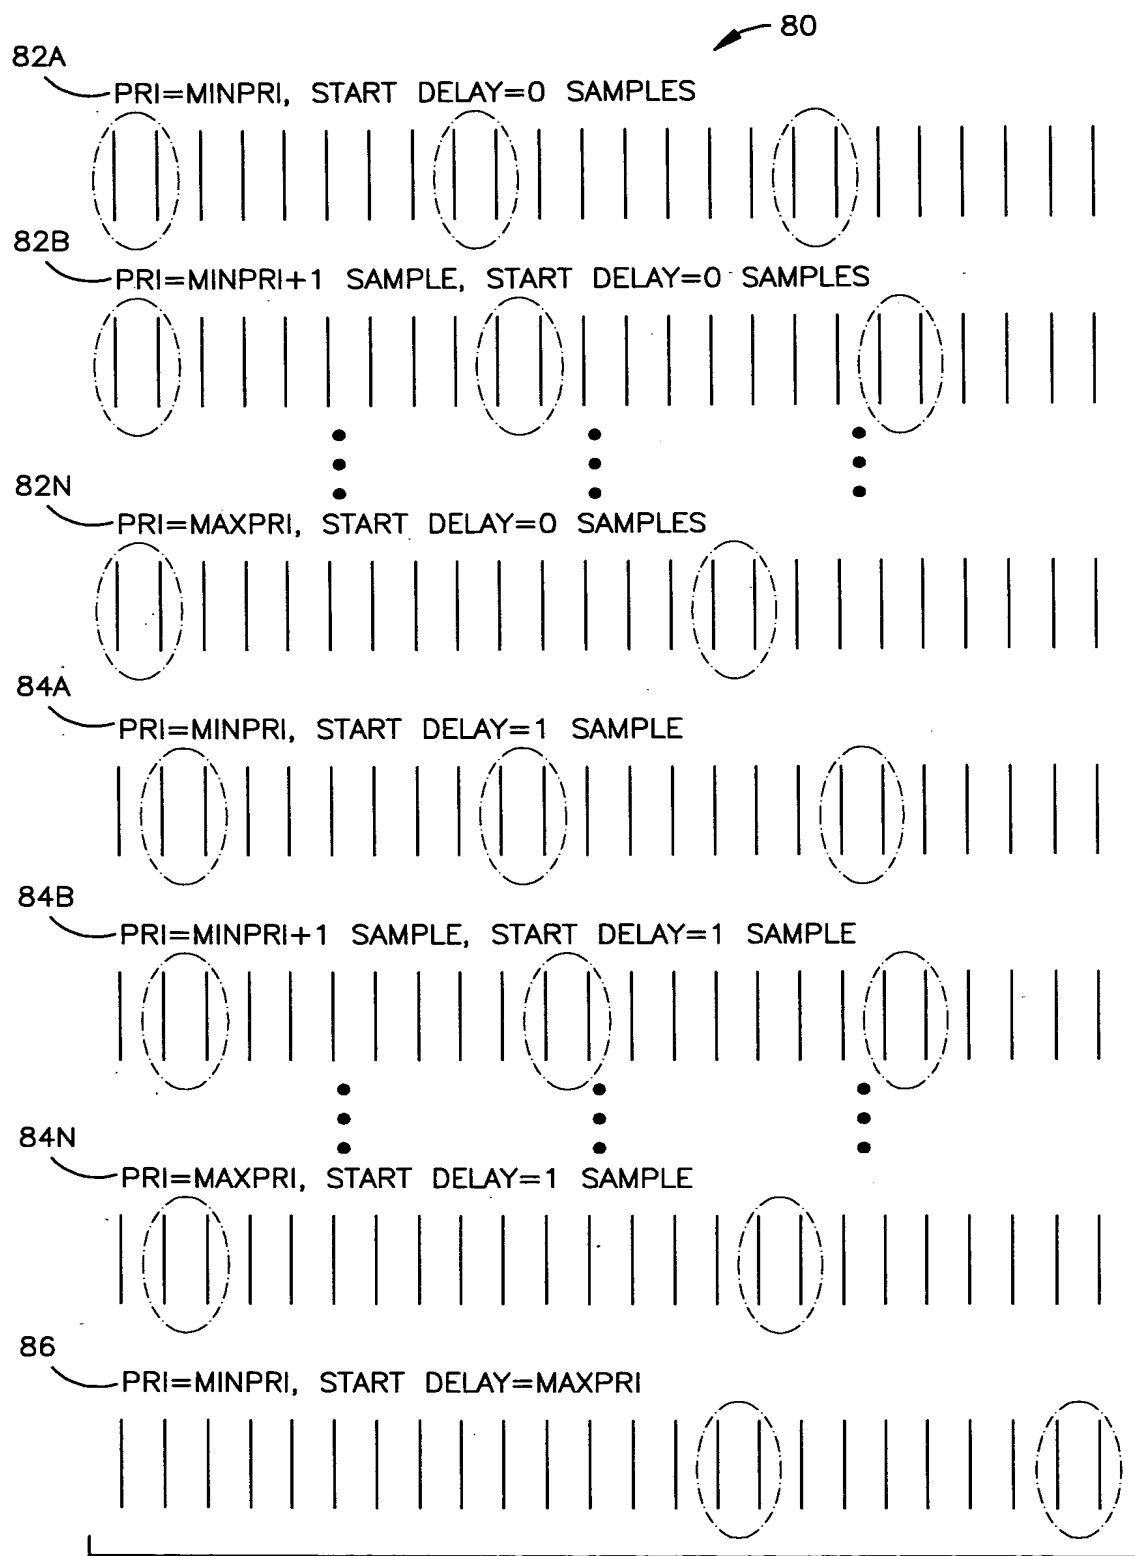 80
82A
PRI=MINPRI, START DELAY=0 SAMPLES
82B
PRI=MINPRI+1 SAMPLE, START DELAY=0 SAMPLES
82N
PRI=MAXPRI, START DELAY=0 SAMPLES
84A
PRI=MINPRI, START DELAY=1 SAMPLE
84B
PRI=MINPRI+1 SAMPLE, START DELAY=1 SAMPLE
84N
PRI=MAXPRI, START DELAY=1 SAMPLE
86
PRI=MINPRI, START DELAY=MAXPRI